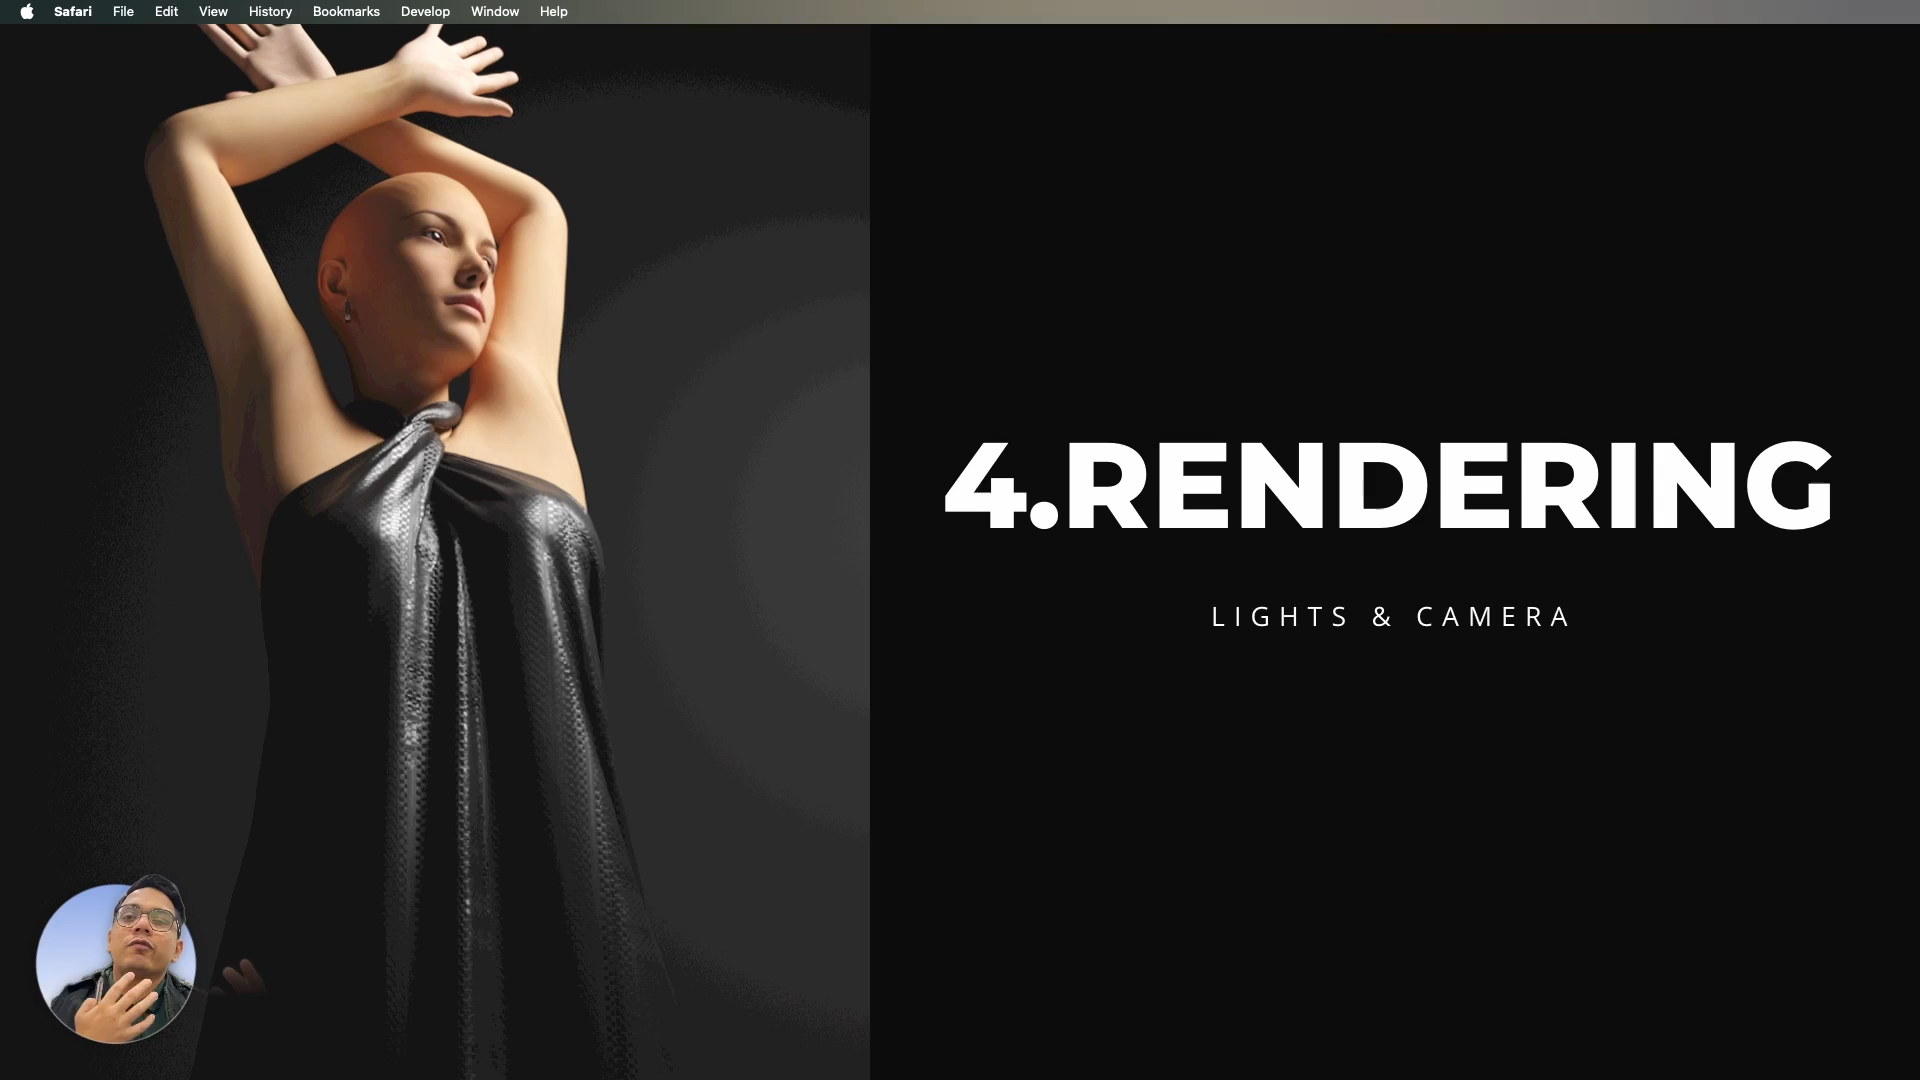 Safari File Edit View History Bookmarks Develop Window Help
4.RENDERING
LIGHTS & CAMERA